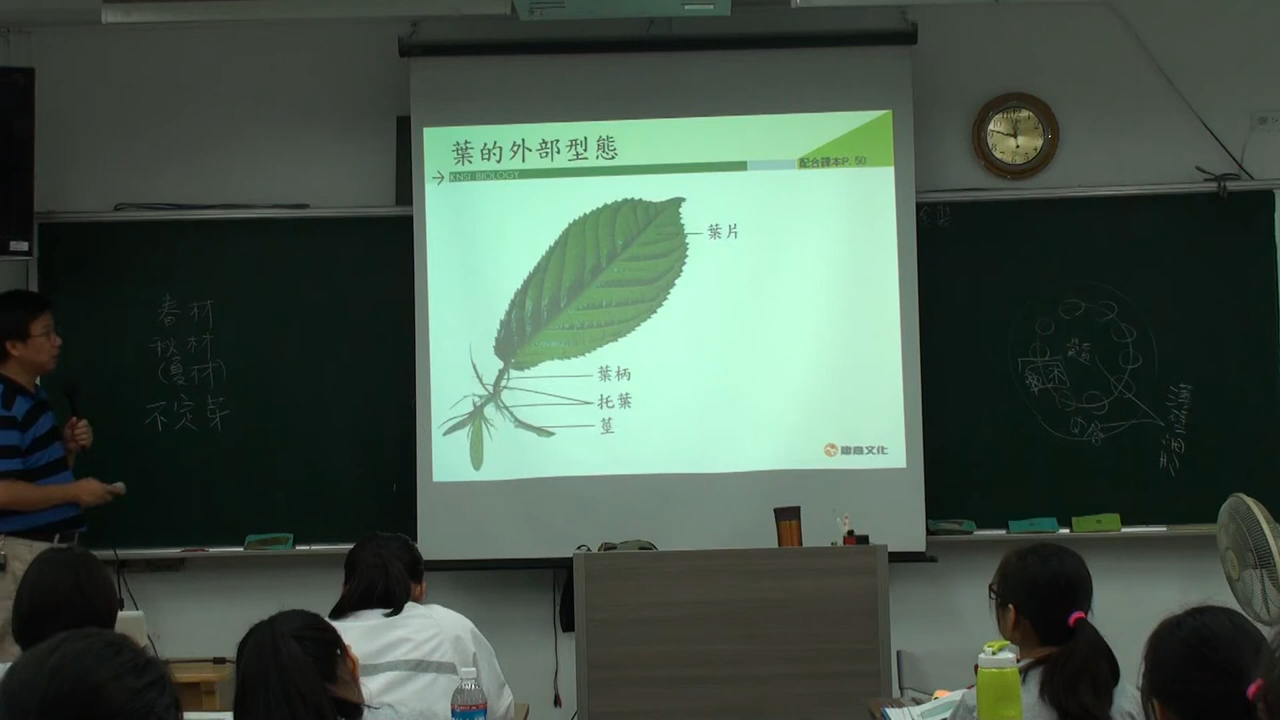 葉的外部型態
KNSI BIOLOGY
配合課本P. 50
葉片
葉柄
托葉
莖
康熹文化
春材
秋材
(夏材)
不定芽